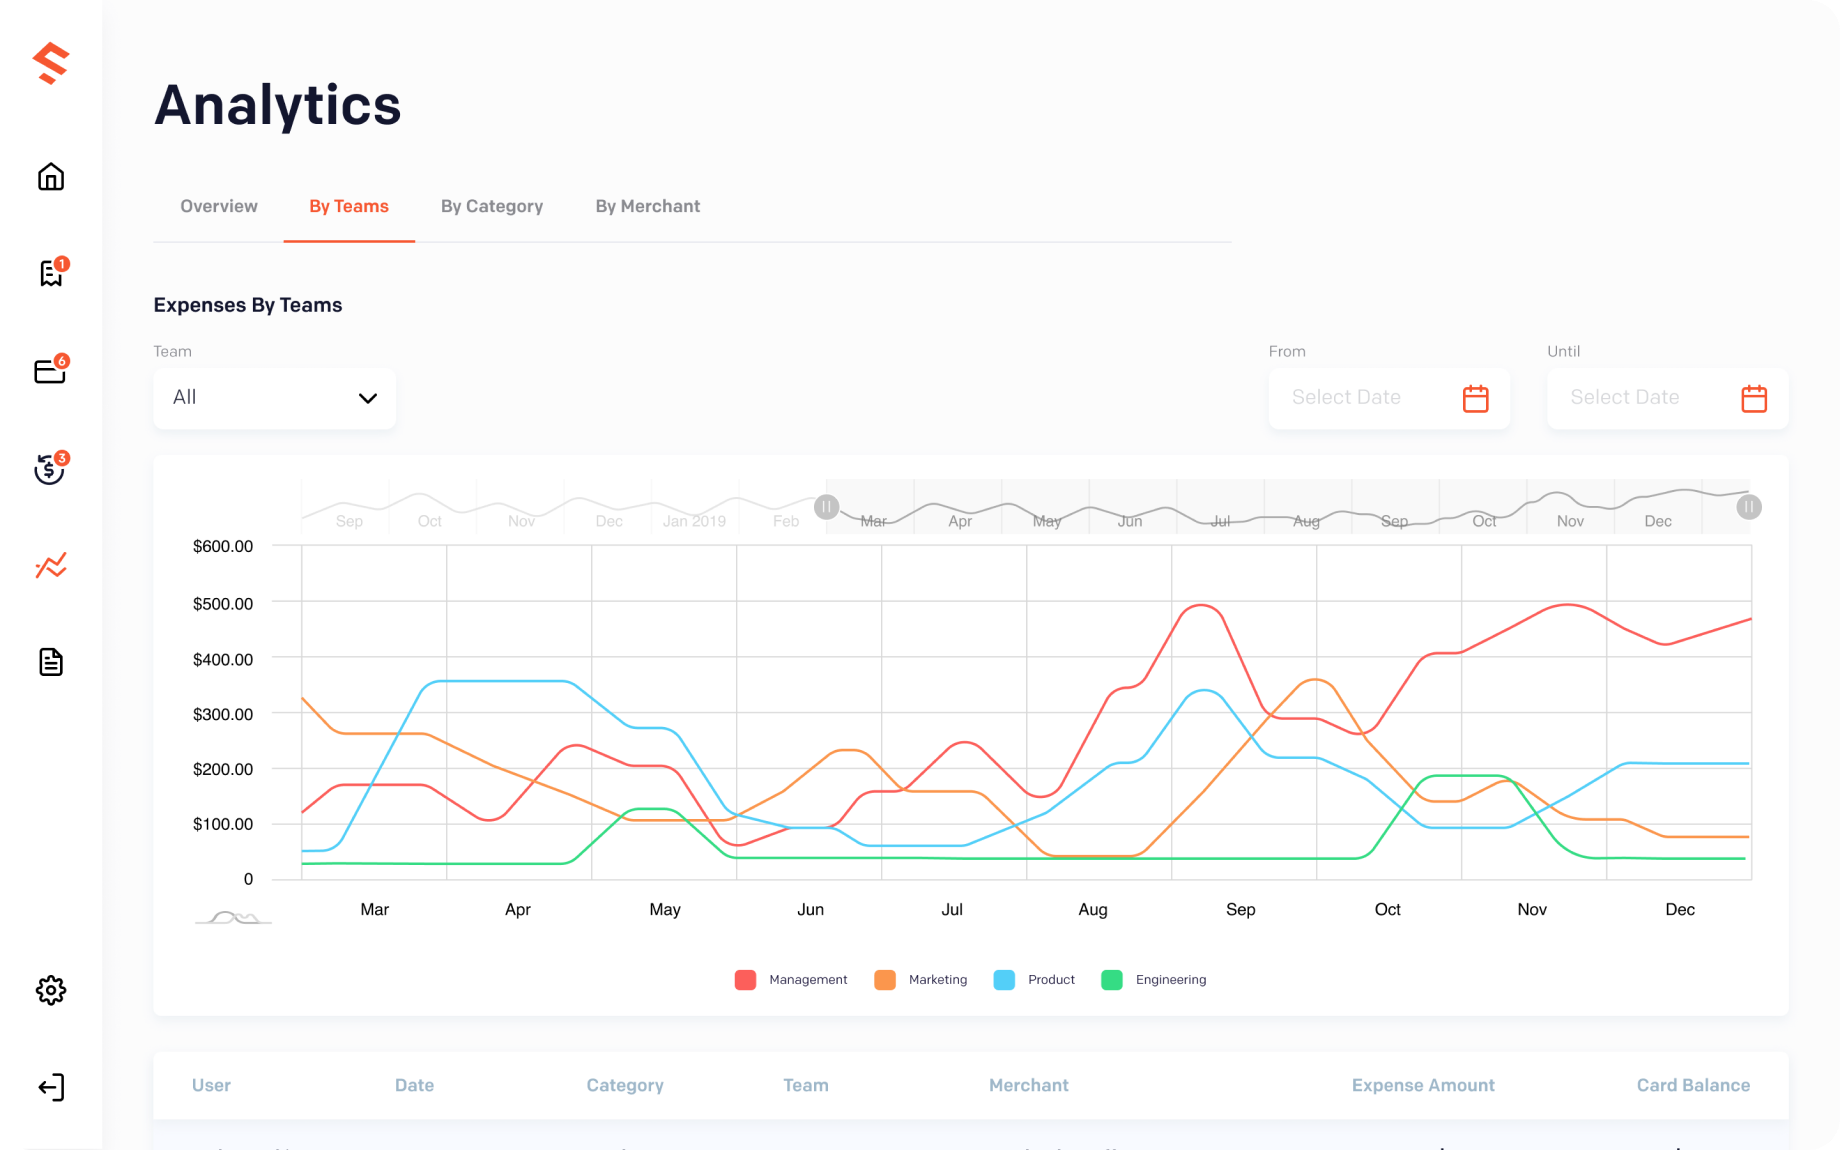 Analytics
Overview By Teams By Category By Merchant
1
Expenses By Teams
Team From Until
6
All Select Date Select Date
3
Sep Oct Nov Dec Jan 2019 Feb Mar Apr May Jun Jul Aug Sep Oct Nov Dec
$600.00
$500.00
$400.00
$300.00
$200.00
$100.00
0
Mar Apr May Jun Jul Aug Sep Oct Nov Dec
Management Marketing Product Engineering
User Date Category Team Merchant Expense Amount Card Balance